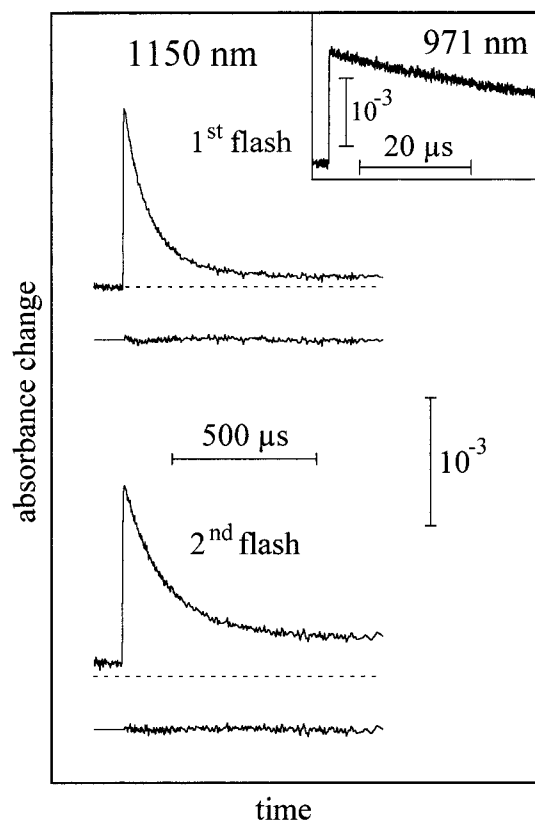 1150 nm
971 nm
10-3
20 µs
1st flash
absorbance change
500 µs
10-3
2nd flash
time